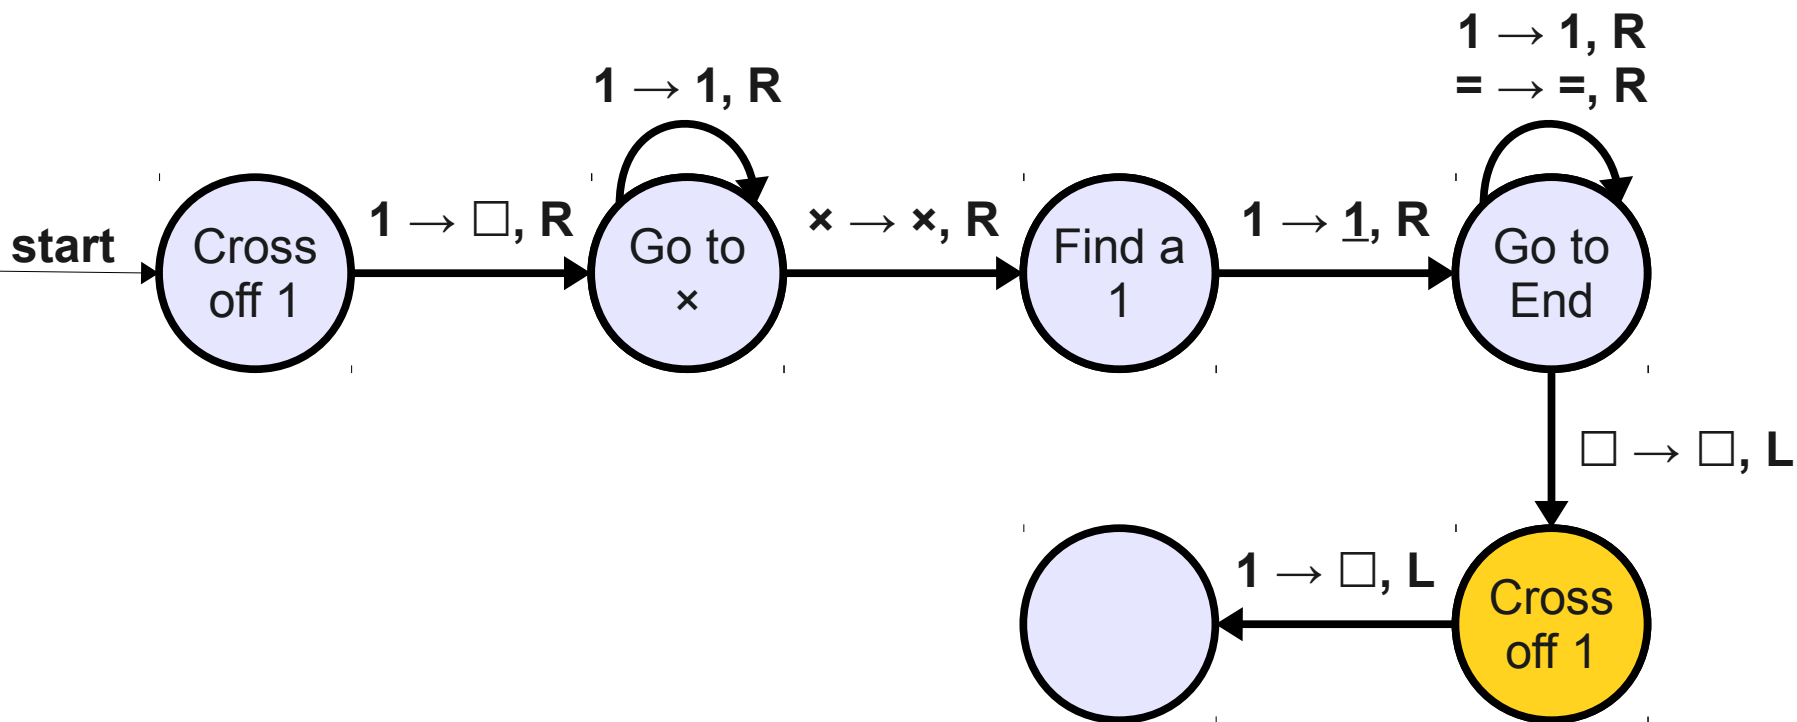 1 → 1, R
= → =, R
1 → 1, R
start
Cross
off 1
1 → □, R
Go to
×
× → ×, R
Find a
1
1 → 1, R
Go to
End
□ → □, L
1 → □, L
Cross
off 1